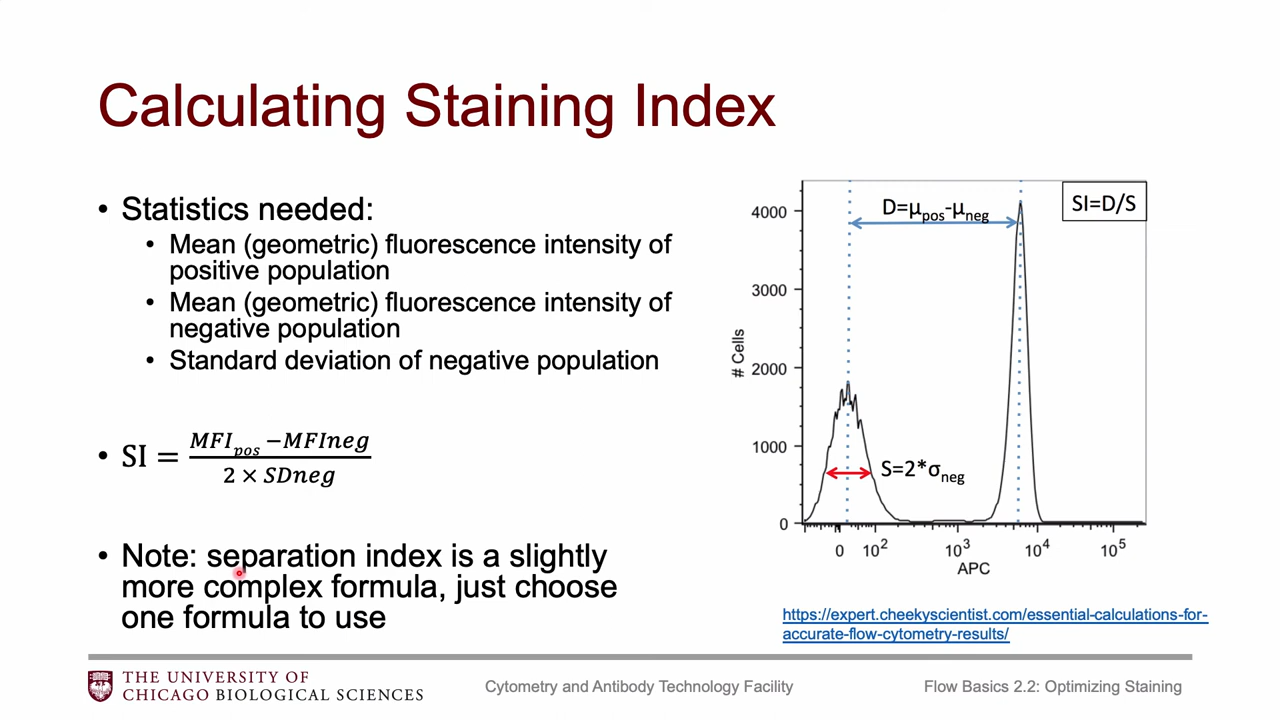 Calculating Staining Index
• Statistics needed:
• Mean (geometric) fluorescence intensity of
positive population
• Mean (geometric) fluorescence intensity of
negative population
• Standard deviation of negative population
• SI = (MFI_pos − MFIneg) / (2 × SDneg)
• Note: separation index is a slightly
more complex formula, just choose
one formula to use
SI=D/S
D=μpos-μneg
S=2*σneg
# Cells
4000
3000
2000
1000
0
0 10² 10³ 10⁴ 10⁵
APC
https://expert.cheekyscientist.com/essential-calculations-for-
accurate-flow-cytometry-results/
THE UNIVERSITY OF
CHICAGO BIOLOGICAL SCIENCES
Cytometry and Antibody Technology Facility
Flow Basics 2.2: Optimizing Staining